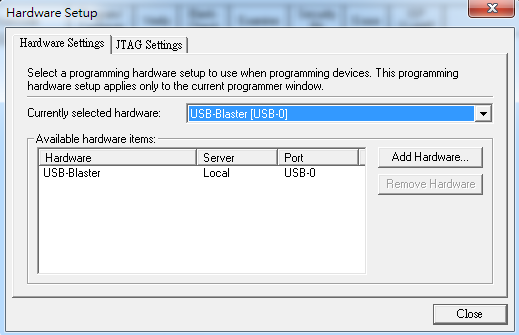 Hardware Setup
Hardware Settings
JTAG Settings
Select a programming hardware setup to use when programming devices. This programming
hardware setup applies only to the current programmer window.
Currently selected hardware:
USB-Blaster [USB-0]
Available hardware items:
Hardware Server Port
USB-Blaster Local USB-0
Add Hardware...
Remove Hardware
Close